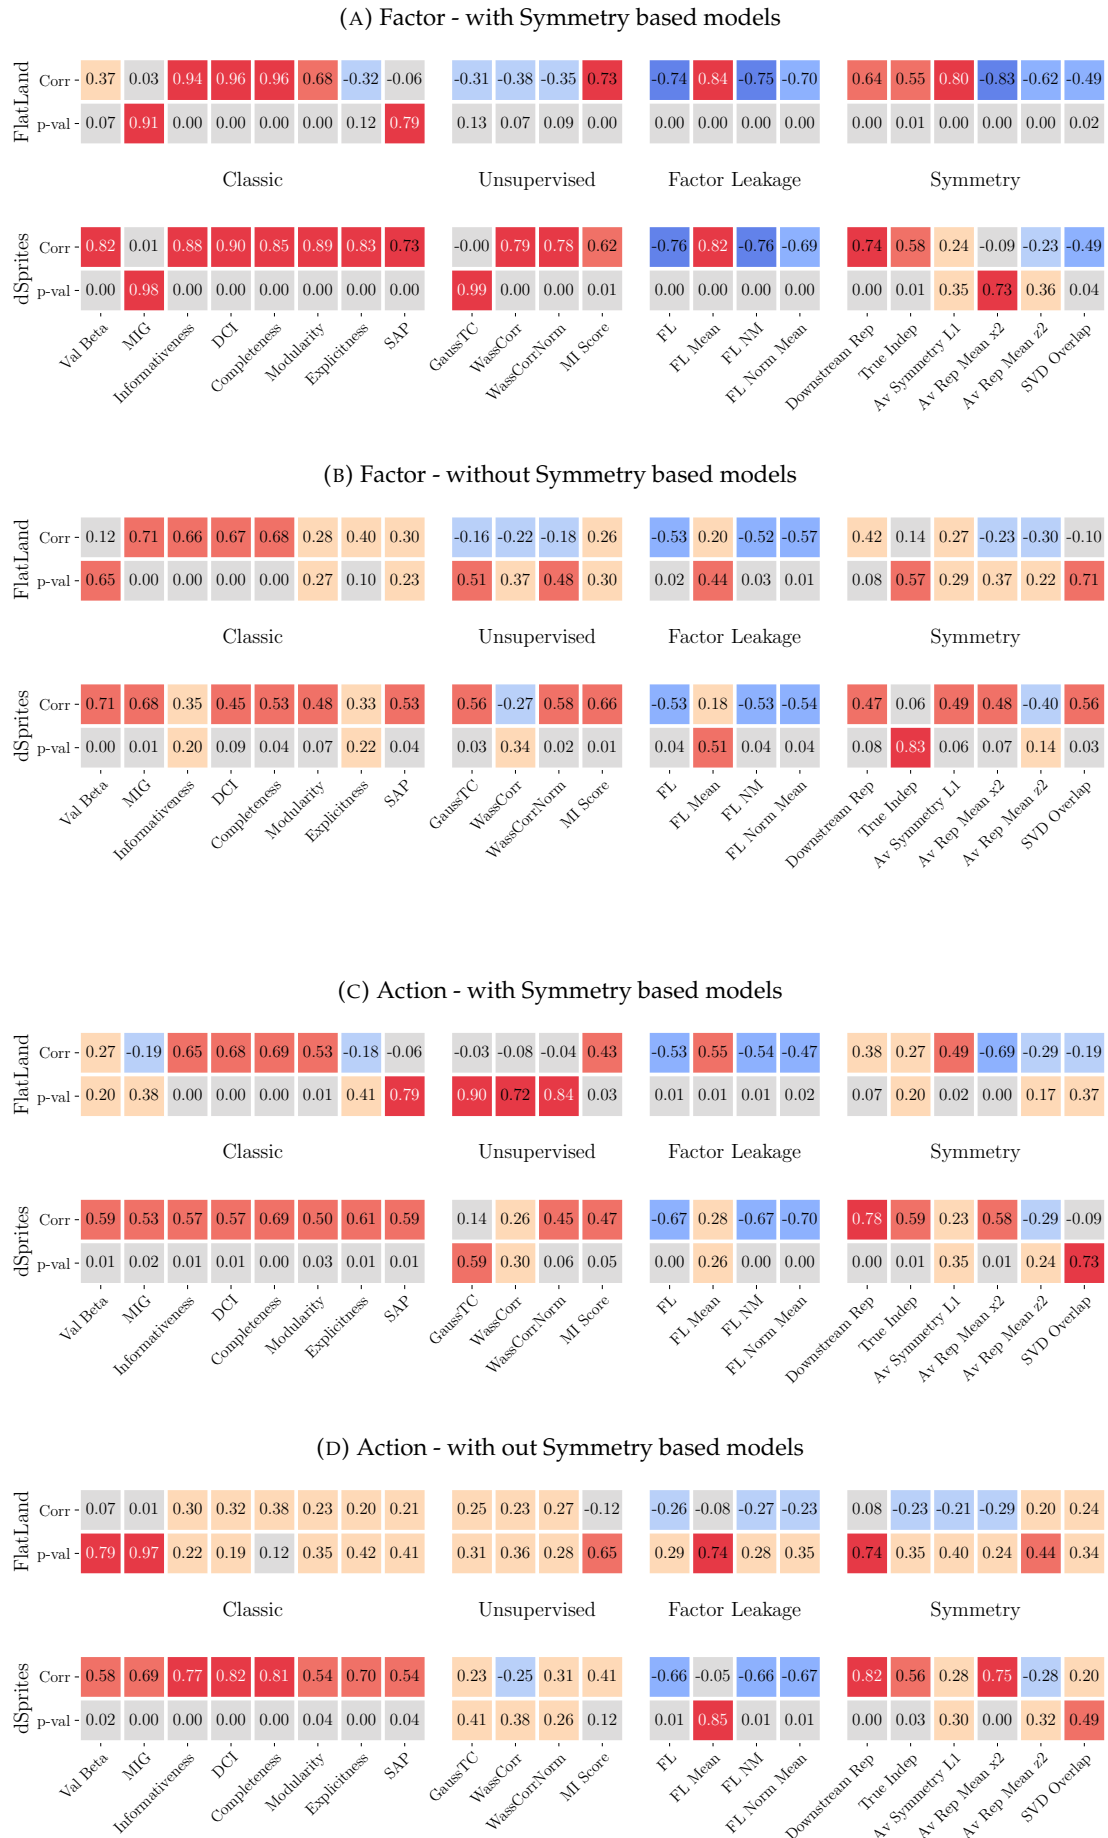 (A) Factor - with Symmetry based models
FlatLand
Corr 0.37 0.03 0.94 0.96 0.96 0.68 -0.32 -0.06 -0.31 -0.38 -0.35 0.73 -0.74 0.84 -0.75 -0.70 0.64 0.55 0.80 -0.83 -0.62 -0.49
p-val 0.07 0.91 0.00 0.00 0.00 0.00 0.12 0.79 0.13 0.07 0.09 0.00 0.00 0.00 0.00 0.00 0.00 0.01 0.00 0.00 0.00 0.02
Classic Unsupervised Factor Leakage Symmetry
dSprites
Corr 0.82 0.01 0.88 0.90 0.85 0.89 0.83 0.73 -0.00 0.79 0.78 0.62 -0.76 0.82 -0.76 -0.69 0.74 0.58 0.24 -0.09 -0.23 -0.49
p-val 0.00 0.98 0.00 0.00 0.00 0.00 0.00 0.00 0.99 0.00 0.00 0.01 0.00 0.00 0.00 0.00 0.00 0.01 0.35 0.73 0.36 0.04
Val Beta MIG Informativeness DCI Completeness Modularity Explicitness SAP GaussTC WassCorr WassCorrNorm MI Score FL FL Mean FL NM FL Norm Mean Downstream Rep True Indep Av Symmetry L1 Av Rep Mean x2 Av Rep Mean z2 SVD Overlap
(B) Factor - without Symmetry based models
FlatLand
Corr 0.12 0.71 0.66 0.67 0.68 0.28 0.40 0.30 -0.16 -0.22 -0.18 0.26 -0.53 0.20 -0.52 -0.57 0.42 0.14 0.27 -0.23 -0.30 -0.10
p-val 0.65 0.00 0.00 0.00 0.00 0.27 0.10 0.23 0.51 0.37 0.48 0.30 0.02 0.44 0.03 0.01 0.08 0.57 0.29 0.37 0.22 0.71
Classic Unsupervised Factor Leakage Symmetry
dSprites
Corr 0.71 0.68 0.35 0.45 0.53 0.48 0.33 0.53 0.56 -0.27 0.58 0.66 -0.53 0.18 -0.53 -0.54 0.47 0.06 0.49 0.48 -0.40 0.56
p-val 0.00 0.01 0.20 0.09 0.04 0.07 0.22 0.04 0.03 0.34 0.02 0.01 0.04 0.51 0.04 0.04 0.08 0.83 0.06 0.07 0.14 0.03
Val Beta MIG Informativeness DCI Completeness Modularity Explicitness SAP GaussTC WassCorr WassCorrNorm MI Score FL FL Mean FL NM FL Norm Mean Downstream Rep True Indep Av Symmetry L1 Av Rep Mean x2 Av Rep Mean z2 SVD Overlap
(C) Action - with Symmetry based models
FlatLand
Corr 0.27 -0.19 0.65 0.68 0.69 0.53 -0.18 -0.06 -0.03 -0.08 -0.04 0.43 -0.53 0.55 -0.54 -0.47 0.38 0.27 0.49 -0.69 -0.29 -0.19
p-val 0.20 0.38 0.00 0.00 0.00 0.01 0.41 0.79 0.90 0.72 0.84 0.03 0.01 0.01 0.01 0.02 0.07 0.20 0.02 0.00 0.17 0.37
Classic Unsupervised Factor Leakage Symmetry
dSprites
Corr 0.59 0.53 0.57 0.57 0.69 0.50 0.61 0.59 0.14 0.26 0.45 0.47 -0.67 0.28 -0.67 -0.70 0.78 0.59 0.23 0.58 -0.29 -0.09
p-val 0.01 0.02 0.01 0.01 0.00 0.03 0.01 0.01 0.59 0.30 0.06 0.05 0.00 0.26 0.00 0.00 0.00 0.01 0.35 0.01 0.24 0.73
Val Beta MIG Informativeness DCI Completeness Modularity Explicitness SAP GaussTC WassCorr WassCorrNorm MI Score FL FL Mean FL NM FL Norm Mean Downstream Rep True Indep Av Symmetry L1 Av Rep Mean x2 Av Rep Mean z2 SVD Overlap
(D) Action - with out Symmetry based models
FlatLand
Corr 0.07 0.01 0.30 0.32 0.38 0.23 0.20 0.21 0.25 0.23 0.27 -0.12 -0.26 -0.08 -0.27 -0.23 0.08 -0.23 -0.21 -0.29 0.20 0.24
p-val 0.79 0.97 0.22 0.19 0.12 0.35 0.42 0.41 0.31 0.36 0.28 0.65 0.29 0.74 0.28 0.35 0.74 0.35 0.40 0.24 0.44 0.34
Classic Unsupervised Factor Leakage Symmetry
dSprites
Corr 0.58 0.69 0.77 0.82 0.81 0.54 0.70 0.54 0.23 -0.25 0.31 0.41 -0.66 -0.05 -0.66 -0.67 0.82 0.56 0.28 0.75 -0.28 0.20
p-val 0.02 0.00 0.00 0.00 0.00 0.04 0.00 0.04 0.41 0.38 0.26 0.12 0.01 0.85 0.01 0.01 0.00 0.03 0.30 0.00 0.32 0.49
Val Beta MIG Informativeness DCI Completeness Modularity Explicitness SAP GaussTC WassCorr WassCorrNorm MI Score FL FL Mean FL NM FL Norm Mean Downstream Rep True Indep Av Symmetry L1 Av Rep Mean x2 Av Rep Mean z2 SVD Overlap